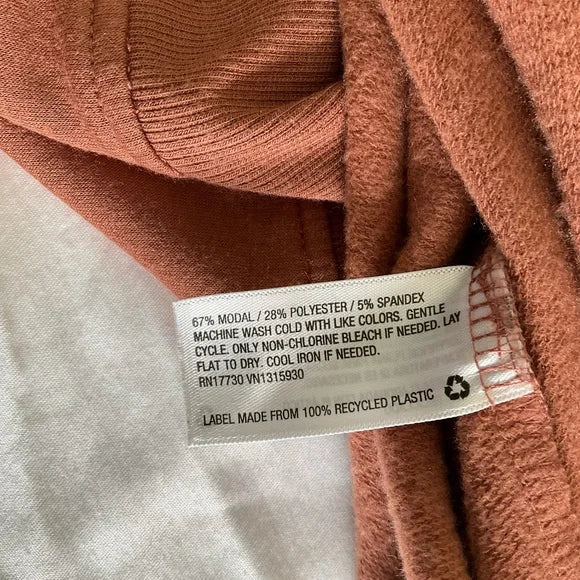 67% MODAL / 28% POLYESTER / 5% SPANDEX
MACHINE WASH COLD WITH LIKE COLORS. GENTLE
CYCLE. ONLY NON-CHLORINE BLEACH IF NEEDED. LAY
FLAT TO DRY. COOL IRON IF NEEDED.
RN17730 VN1315930
LABEL MADE FROM 100% RECYCLED PLASTIC